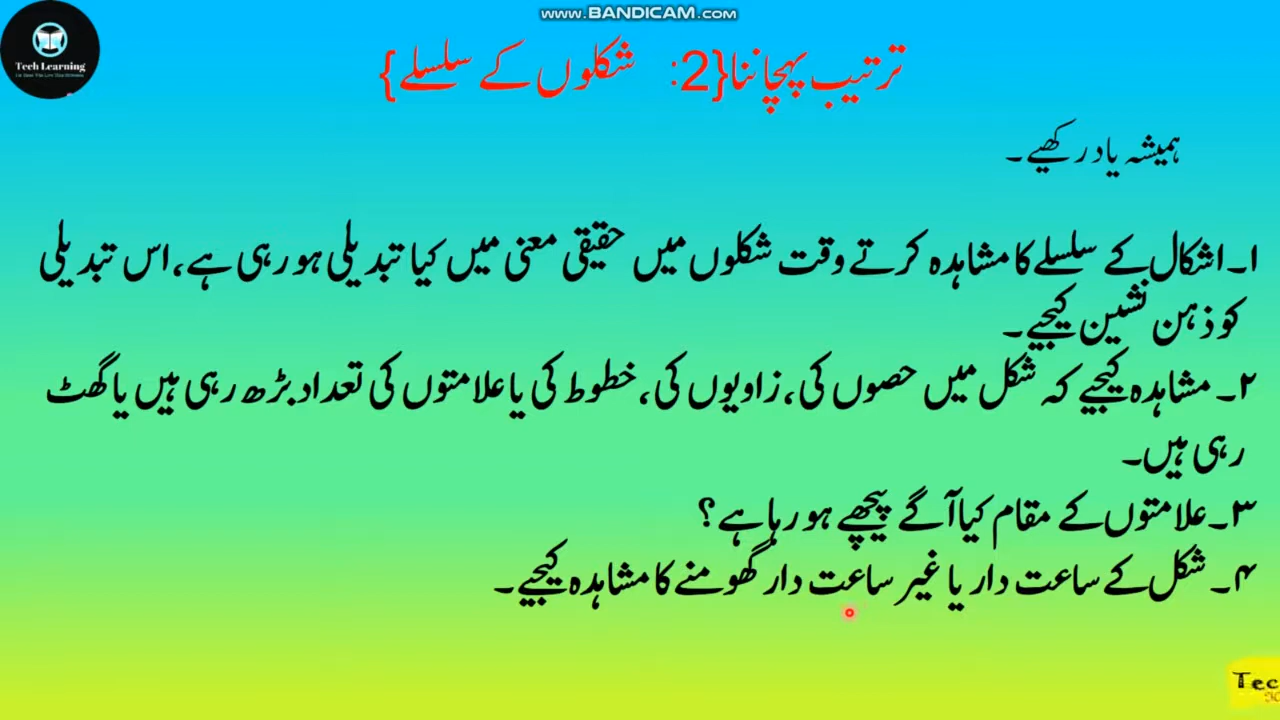 www.BANDICAM.com
Tech Learning
ترتیب پہچاننا{2: شکلوں کے سلسلے}
ہمیشہ یاد رکھیے۔
۱۔اشکال کے سلسلے کا مشاہدہ کرتے وقت شکلوں میں حقیقی معنی میں کیا تبدیلی ہو رہی ہے، اس تبدیلی
کو ذہن نشین کیجیے۔
۲۔ مشاہدہ کیجیے کہ شکل میں حصوں کی، زاویوں کی، خطوط کی یا علامتوں کی تعداد بڑھ رہی ہیں یا گھٹ
رہی ہیں۔
۳۔علامتوں کے مقام کیا آگے پیچھے ہو رہا ہے؟
۴۔ شکل کے ساعت دار یا غیر ساعت دار گھومنے کا مشاہدہ کیجیے۔
Tec